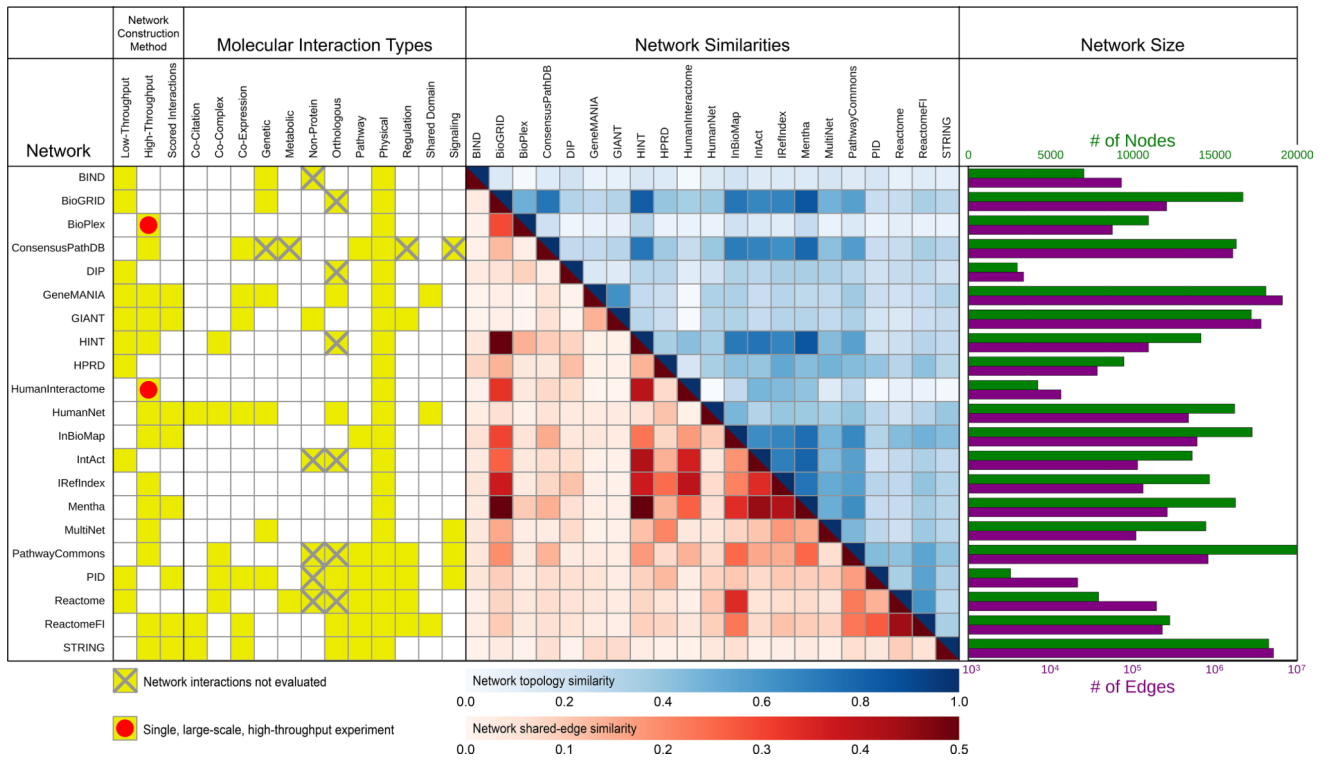 Network
Construction
Method
Molecular Interaction Types
Network Similarities
Network Size
Network
Low-Throughput
High-Throughput
Scored Interactions
Co-Citation
Co-Complex
Co-Expression
Genetic
Metabolic
Non-Protein
Orthologous
Pathway
Physical
Regulation
Shared Domain
Signaling
BIND
BioGRID
BioPlex
ConsensusPathDB
DIP
GeneMANIA
GIANT
HINT
HPRD
HumanInteractome
HumanNet
InBioMap
IntAct
IRefIndex
Mentha
MultiNet
PathwayCommons
PID
Reactome
ReactomeFI
STRING
# of Nodes
0 5000 10000 15000 20000
BIND
BioGRID
BioPlex
ConsensusPathDB
DIP
GeneMANIA
GIANT
HINT
HPRD
HumanInteractome
HumanNet
InBioMap
IntAct
IRefIndex
Mentha
MultiNet
PathwayCommons
PID
Reactome
ReactomeFI
STRING
10³ 10⁴ 10⁵ 10⁶ 10⁷
# of Edges
Network interactions not evaluated
Network topology similarity
0.0 0.2 0.4 0.6 0.8 1.0
Single, large-scale, high-throughput experiment
Network shared-edge similarity
0.0 0.1 0.2 0.3 0.4 0.5